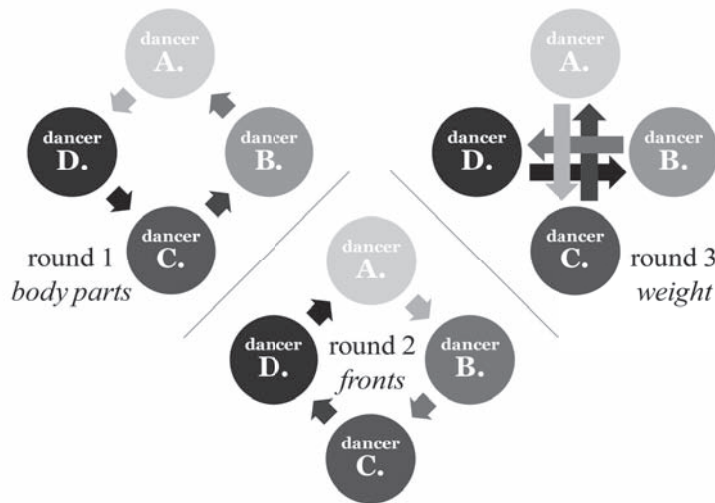 dancer
A.
dancer
D.
dancer
B.
dancer
C.
round 1
body parts
dancer
A.
dancer
D.
dancer
B.
dancer
C.
round 2
fronts
dancer
A.
dancer
D.
dancer
B.
dancer
C.
round 3
weight